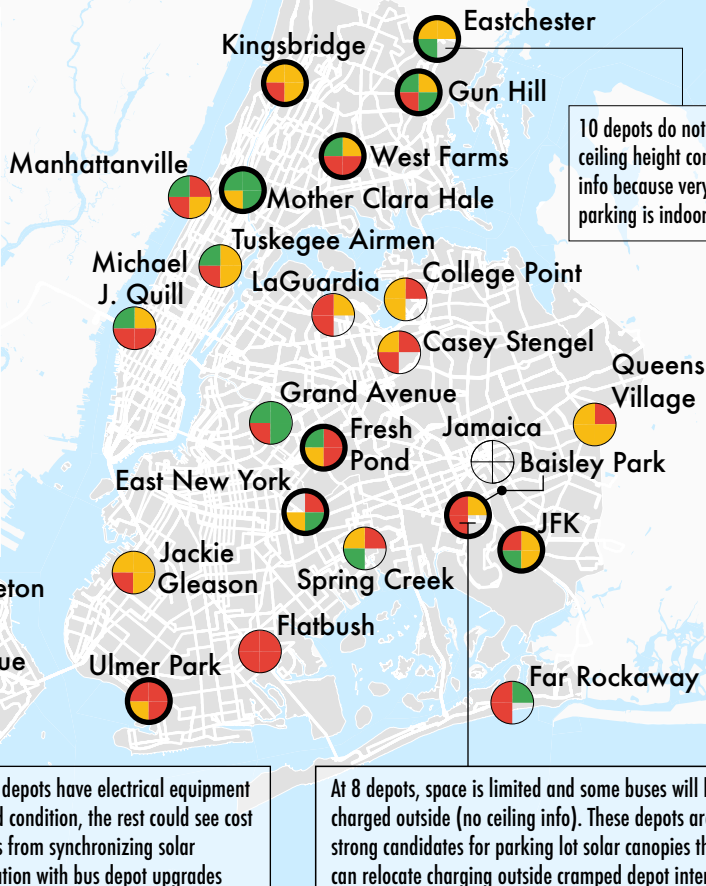 Eastchester
Kingsbridge
Gun Hill
10 depots do not
ceiling height con
info because very
parking is indoor
West Farms
Manhattanville
Mother Clara Hale
Tuskegee Airmen
Michael
J. Quill
LaGuardia
College Point
Casey Stengel
Queens
Village
Grand Avenue
Fresh
Pond
Jamaica
Baisley Park
East New York
JFK
Jackie
Gleason
Spring Creek
eton
Flatbush
ue
Ulmer Park
Far Rockaway
depots have electrical equipment
d condition, the rest could see cost
s from synchronizing solar
ation with bus depot upgrades
At 8 depots, space is limited and some buses will b
charged outside (no ceiling info). These depots are
strong candidates for parking lot solar canopies th
can relocate charging outside cramped depot inter